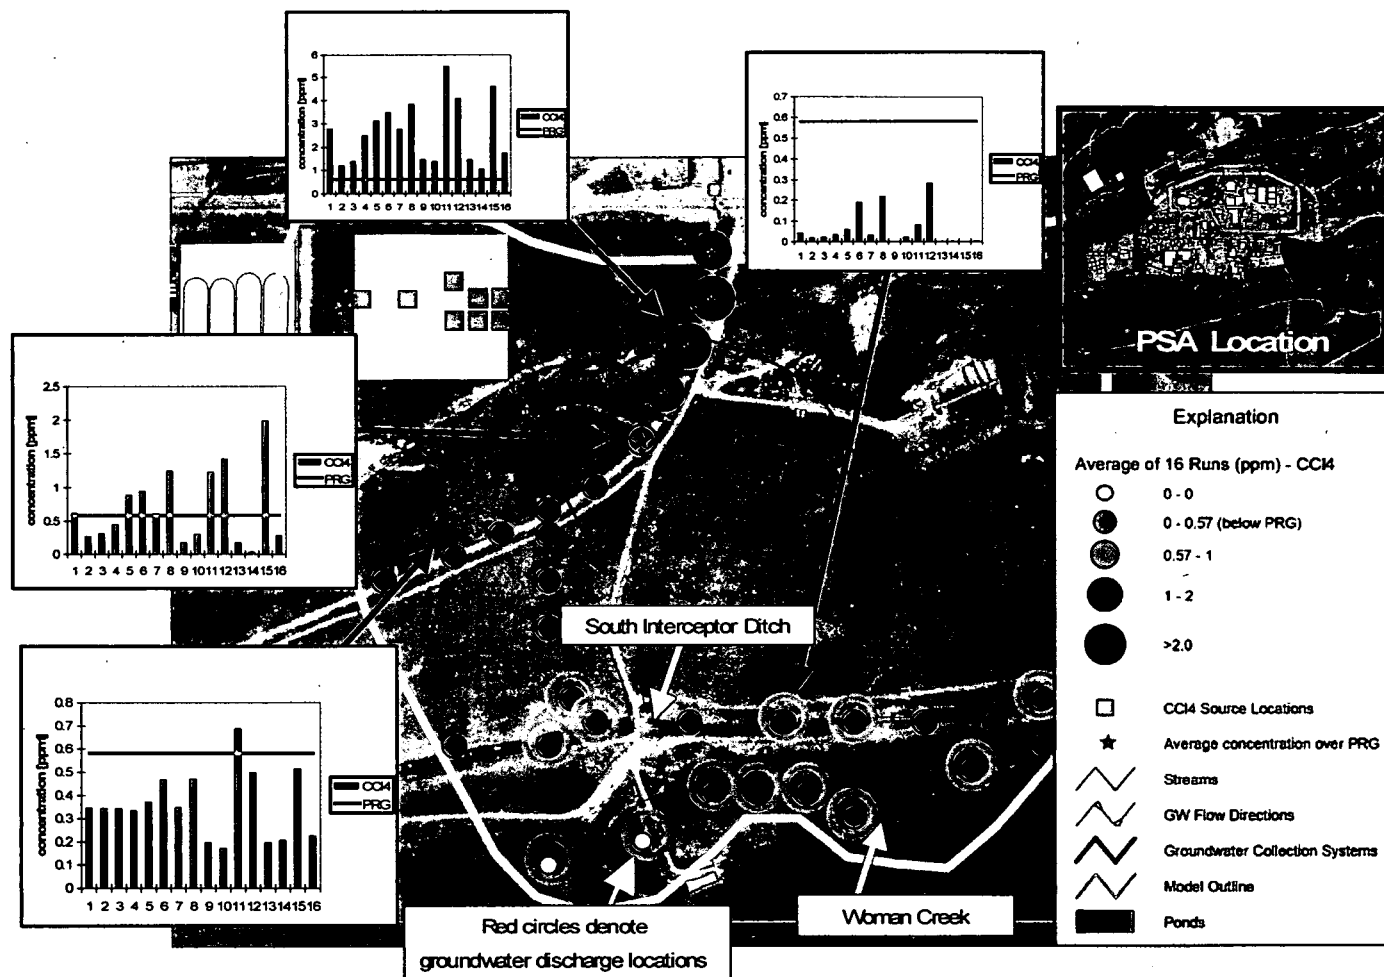 6
5
4
3
2
1
0
concentration [ppm]
1 2 3 4 5 6 7 8 9 10 11 12 13 14 15 16
CCl4
PRG
0.7
0.6
0.5
0.4
0.3
0.2
0.1
0
concentration [ppm]
1 2 3 4 5 6 7 8 9 10 11 12 13 14 15 16
CCl4
PRG
PSA Location
2.5
2
1.5
1
0.5
0
concentration [ppm]
1 2 3 4 5 6 7 8 9 10 11 12 13 14 15 16
CCl4
PRG
0.8
0.7
0.6
0.5
0.4
0.3
0.2
0.1
0
concentration [ppm]
1 2 3 4 5 6 7 8 9 10 11 12 13 14 15 16
CCl4
PRG
South Interceptor Ditch
Red circles denote
groundwater discharge locations
Woman Creek
Explanation
Average of 16 Runs (ppm) - CCl4
0 - 0
0 - 0.57 (below PRG)
0.57 - 1
1 - 2
>2.0
CCl4 Source Locations
Average concentration over PRG
Streams
GW Flow Directions
Groundwater Collection Systems
Model Outline
Ponds